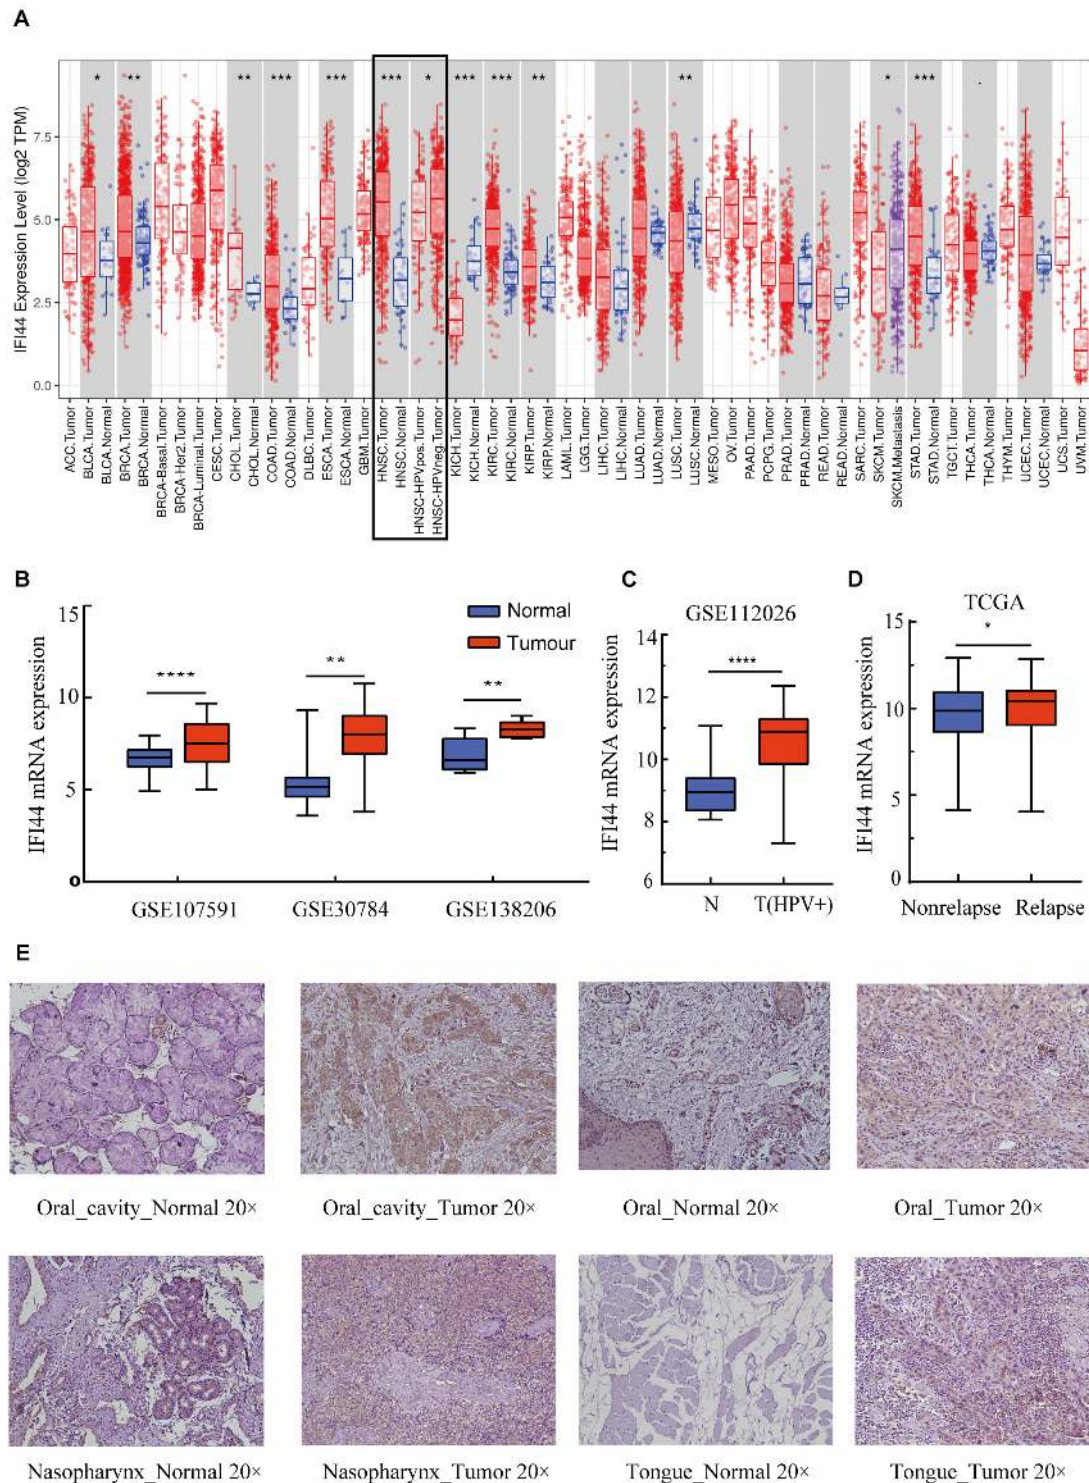 A
* ** ** *** *** *** * *** *** ** ** * *** .
IFI44 Expression Level (log2 TPM)
7.5
5.0
2.5
0.0
ACC.Tumor
BLCA.Tumor
BLCA.Normal
BRCA.Tumor
BRCA.Normal
BRCA-Basal.Tumor
BRCA-Her2.Tumor
BRCA-Luminal.Tumor
CESC.Tumor
CHOL.Tumor
CHOL.Normal
COAD.Tumor
COAD.Normal
DLBC.Tumor
ESCA.Tumor
ESCA.Normal
GBM.Tumor
HNSC.Tumor
HNSC.Normal
HNSC-HPVpos.Tumor
HNSC-HPVneg.Tumor
KICH.Tumor
KICH.Normal
KIRC.Tumor
KIRC.Normal
KIRP.Tumor
KIRP.Normal
LAML.Tumor
LGG.Tumor
LIHC.Tumor
LIHC.Normal
LUAD.Tumor
LUAD.Normal
LUSC.Tumor
LUSC.Normal
MESO.Tumor
OV.Tumor
PAAD.Tumor
PCPG.Tumor
PRAD.Tumor
PRAD.Normal
READ.Tumor
READ.Normal
SARC.Tumor
SKCM.Tumor
SKCM.Metastasis
STAD.Tumor
STAD.Normal
TGCT.Tumor
THCA.Tumor
THCA.Normal
THYM.Tumor
UCEC.Tumor
UCEC.Normal
UCS.Tumor
UVM.Tumor
B
IFI44 mRNA expression
15
10
5
0
Normal
Tumour
****
**
**
GSE107591
GSE30784
GSE138206
C
GSE112026
IFI44 mRNA expression
14
12
10
8
6
****
N
T(HPV+)
D
TCGA
IFI44 mRNA expression
15
10
5
0
*
Nonrelapse
Relapse
E
Oral_cavity_Normal 20×
Oral_cavity_Tumor 20×
Oral_Normal 20×
Oral_Tumor 20×
Nasopharynx_Normal 20×
Nasopharynx_Tumor 20×
Tongue_Normal 20×
Tongue_Tumor 20×